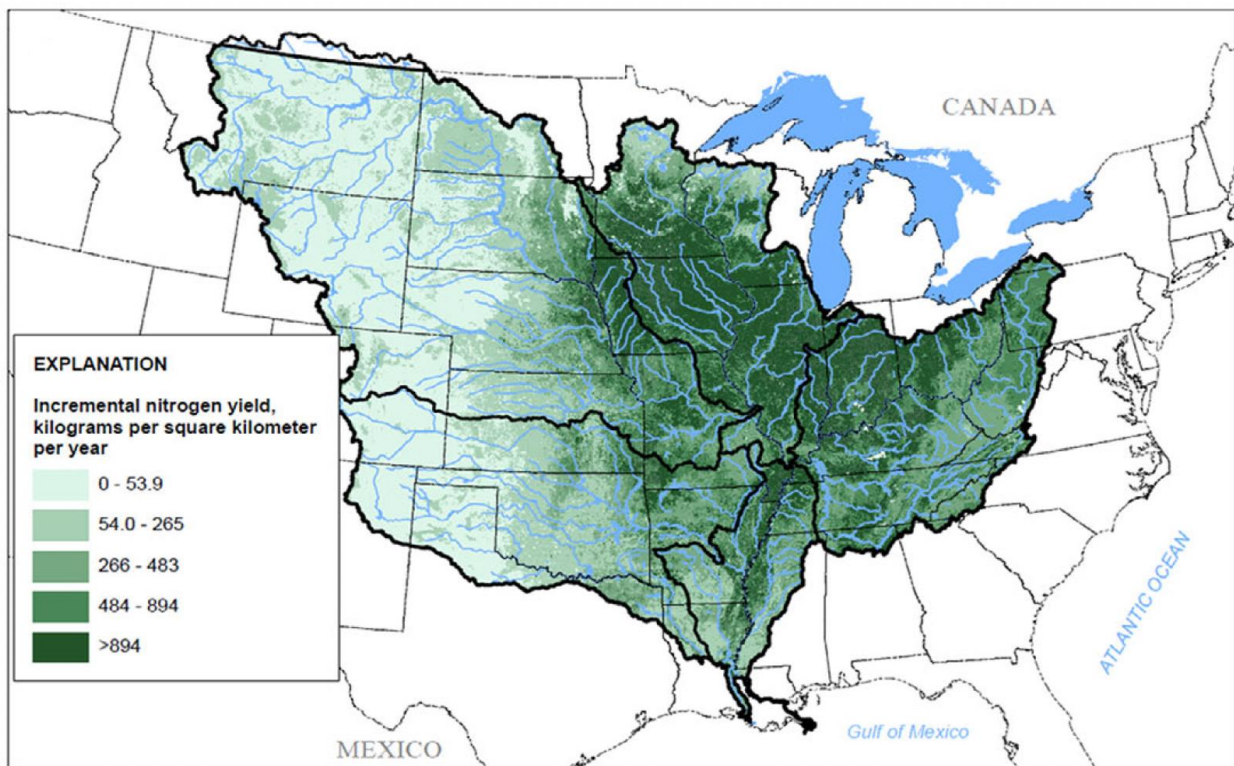 CANADA
EXPLANATION
Incremental nitrogen yield,
kilograms per square kilometer
per year
0 - 53.9
54.0 - 265
266 - 483
484 - 894
>894
ATLANTIC OCEAN
Gulf of Mexico
MEXICO